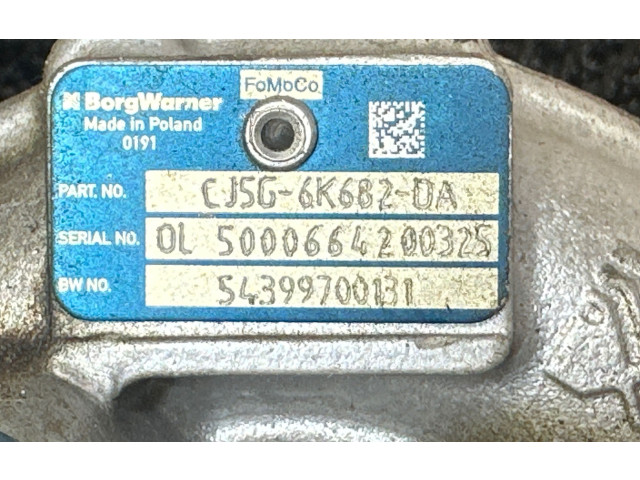 FoMoCo
BorgWarner
Made in Poland
0191
PART. NO. CJ5G-6K682-DA
SERIAL NO. OL 5000664200325
BW NO. 54399700131